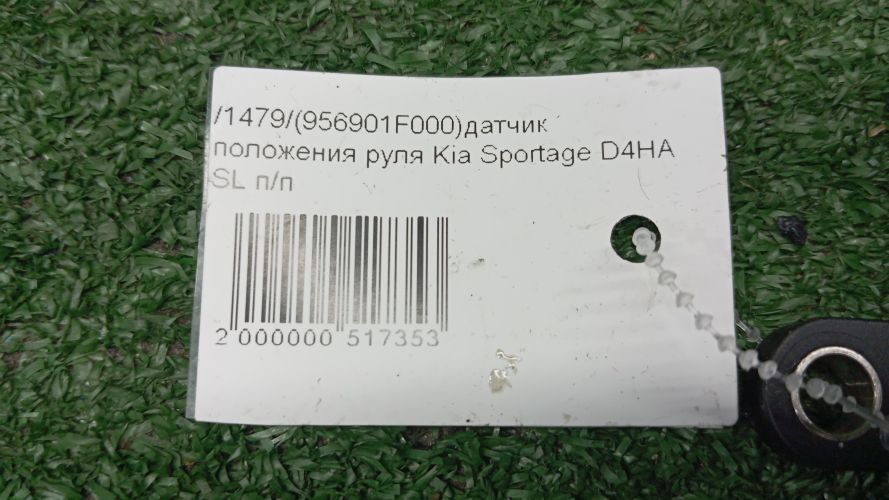 /1479/(956901F000)датчик
положения руля Kia Sportage D4HA
SL п/п
2 000000 517353